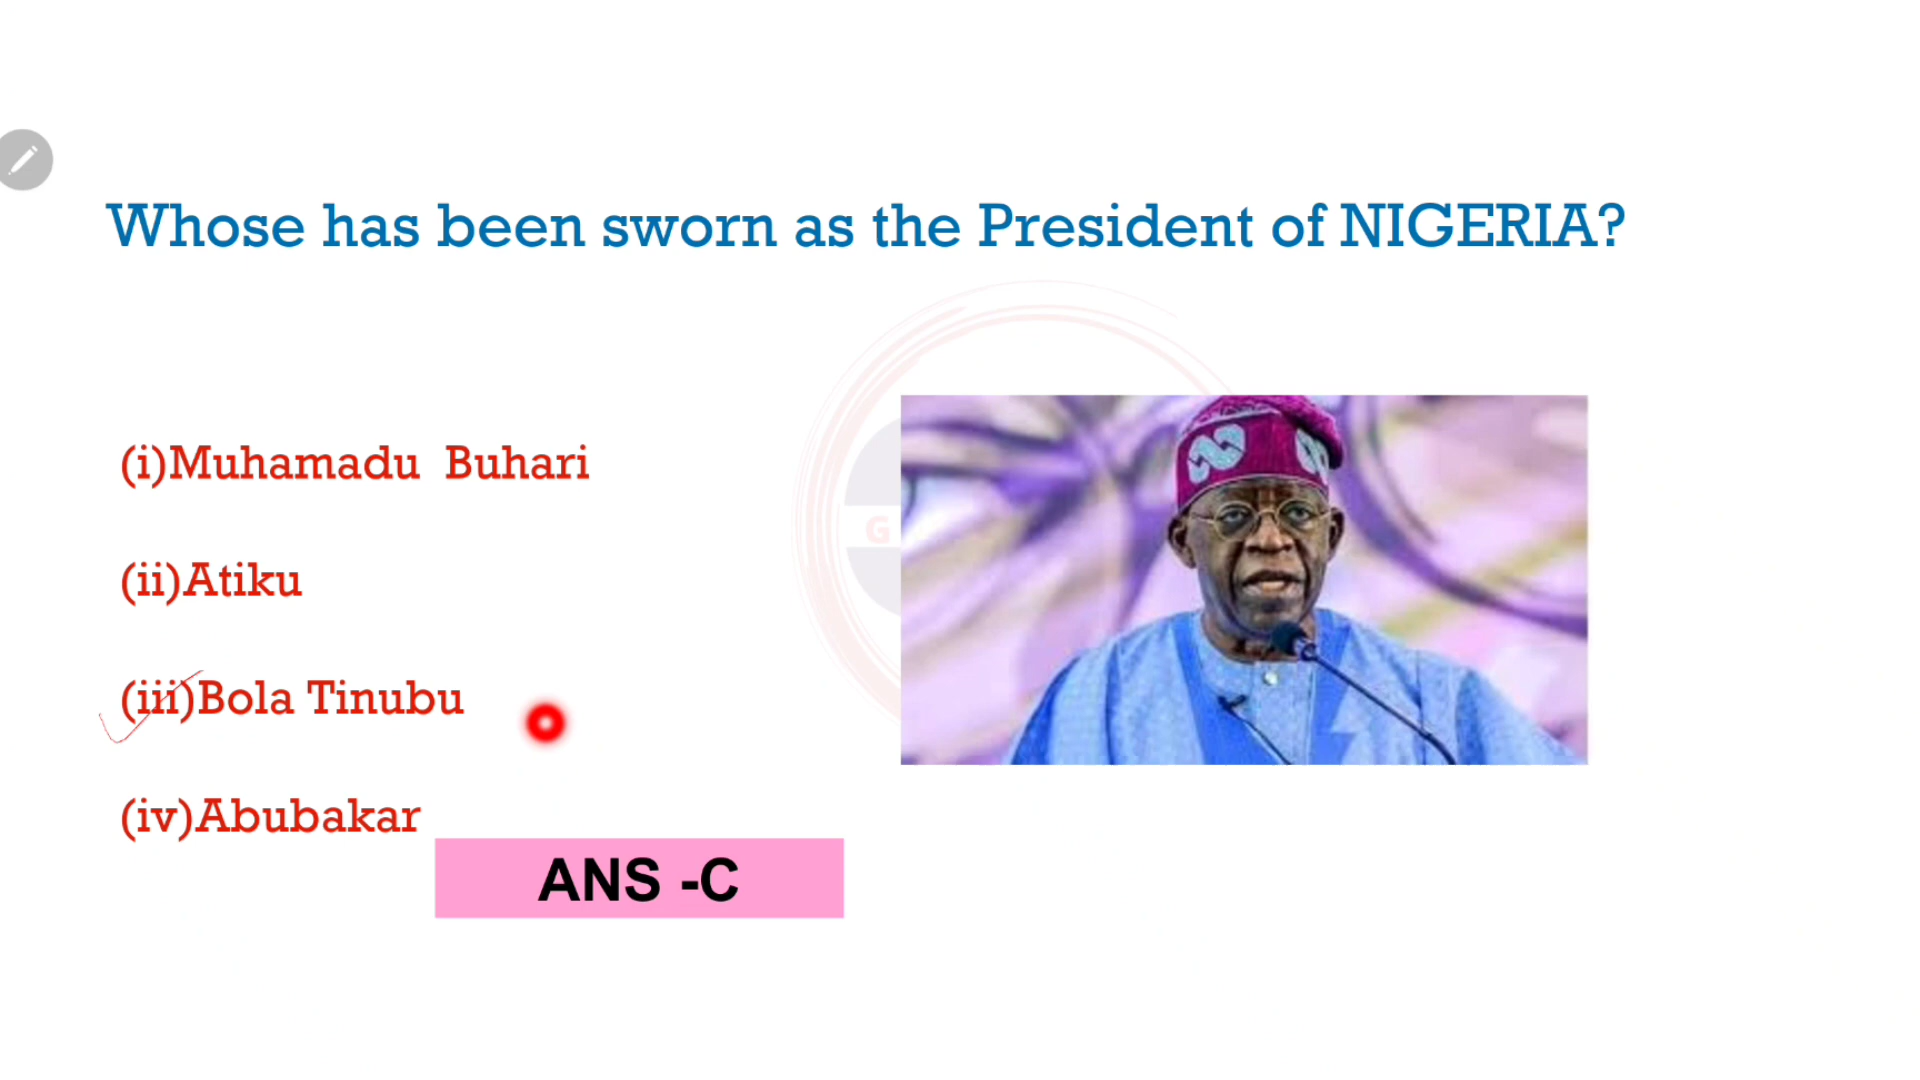 Whose has been sworn as the President of NIGERIA?
(i)Muhamadu Buhari
(ii)Atiku
(iii)Bola Tinubu
(iv)Abubakar
ANS -C
G